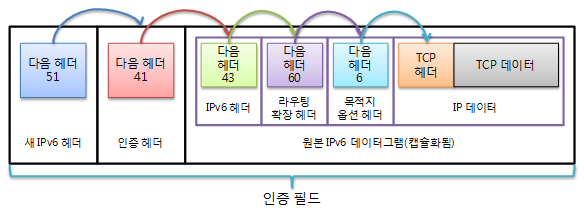 다음 헤더
51
다음 헤더
41
다음
헤더
43
다음
헤더
60
다음
헤더
6
TCP
헤더
TCP 데이터
IPv6 헤더
라우팅
확장 헤더
목적지
옵션 헤더
IP 데이터
새 IPv6 헤더
인증 헤더
원본 IPv6 데이터그램(캡슐화됨)
인증 필드